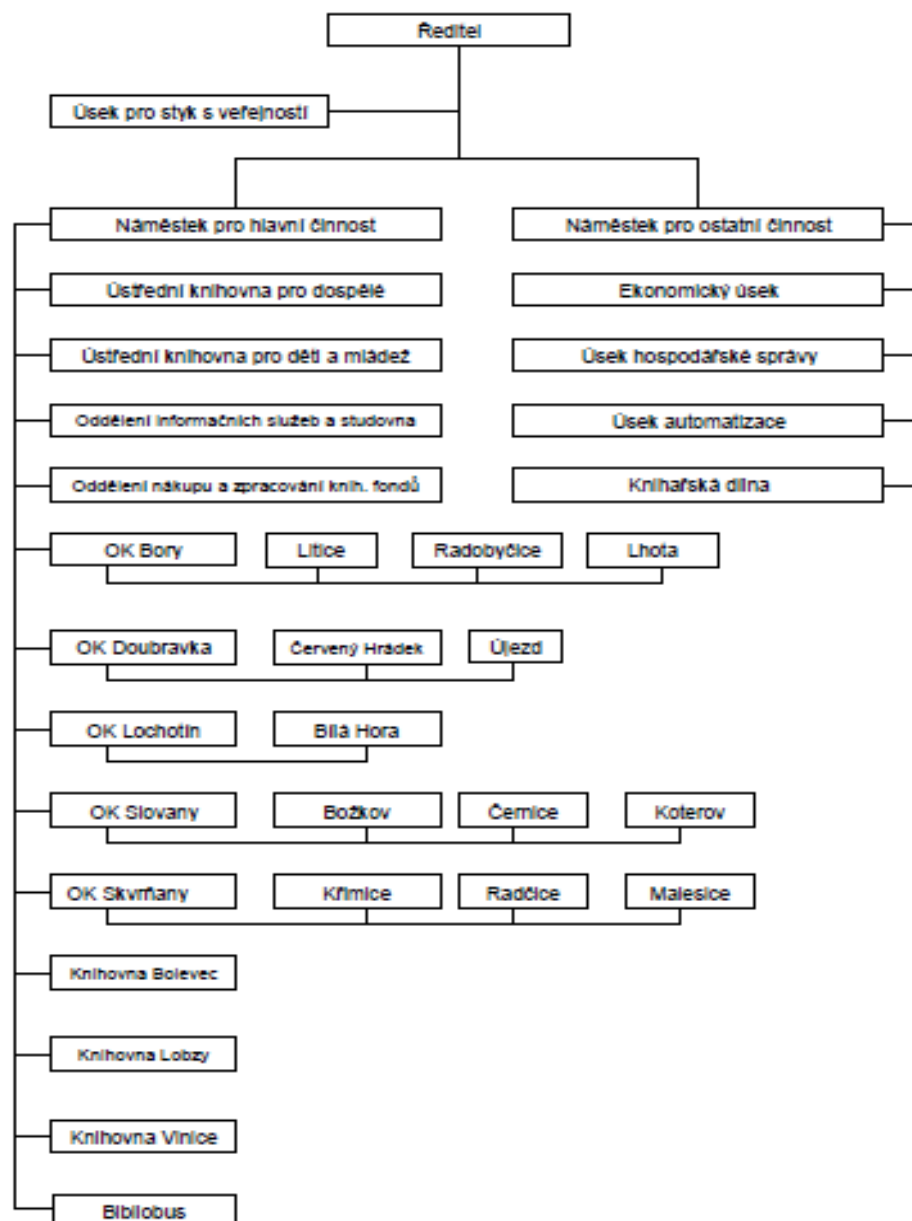 Ředitel
Úsek pro styk s veřejností
Náměstek pro hlavní činnost
Náměstek pro ostatní činnost
Ústřední knihovna pro dospělé
Ekonomický úsek
Ústřední knihovna pro děti a mládež
Úsek hospodářské správy
Oddělení informačních služeb a studovna
Úsek automatizace
Oddělení nákupu a zpracování knih. fondů
Knihařská dílna
OK Bory
Litice
Radobyčice
Lhota
OK Doubravka
Červený Hrádek
Újezd
OK Lochotín
Bílá Hora
OK Slovany
Božkov
Černice
Koterov
OK Skvrňany
Křimice
Radčice
Malesice
Knihovna Bolevec
Knihovna Lobzy
Knihovna Vinice
Bibliobus